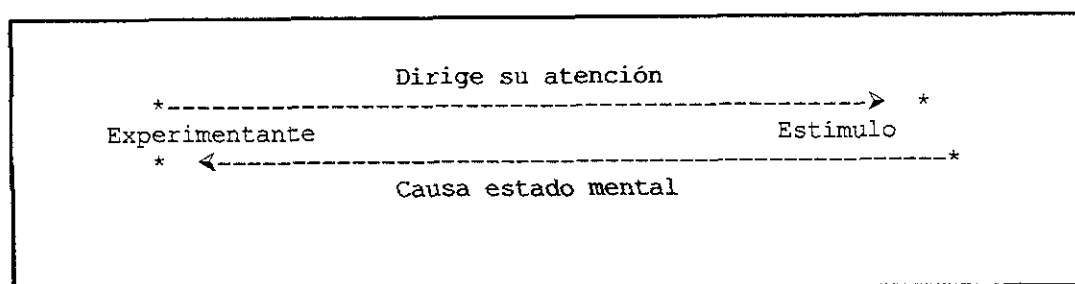 Dirige su atención
*----------------------------------------------> *
Experimentante Estímulo
* <----------------------------------------------*
Causa estado mental